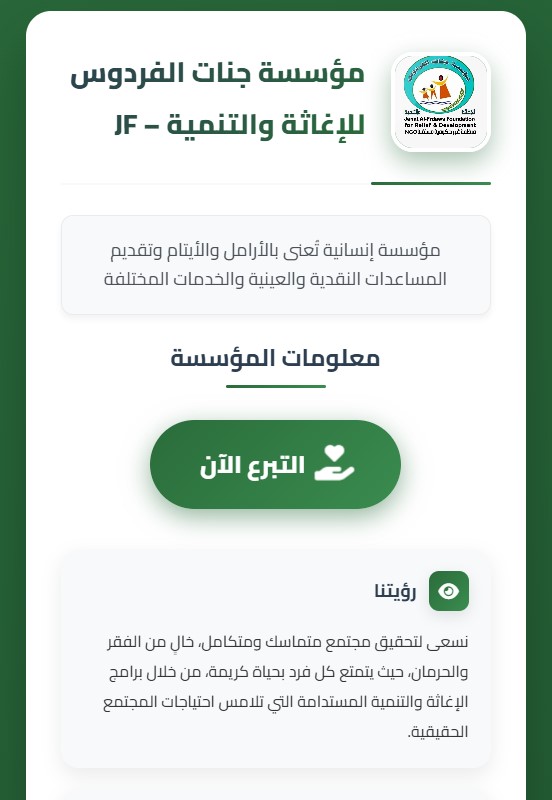 مؤسسة جنات الفردوس
للإغاثة والتنمية – JF
Janat Al-Frdaws Foundation
for Relief & Development
مؤسسة إنسانية تُعنى بالأرامل والأيتام وتقديم
المساعدات النقدية والعينية والخدمات المختلفة
معلومات المؤسسة
التبرع الآن
رؤيتنا
نسعى لتحقيق مجتمع متماسك ومتكامل، خالٍ من الفقر
والحرمان، حيث يتمتع كل فرد بحياة كريمة، من خلال برامج
الإغاثة والتنمية المستدامة التي تلامس احتياجات المجتمع
الحقيقية.